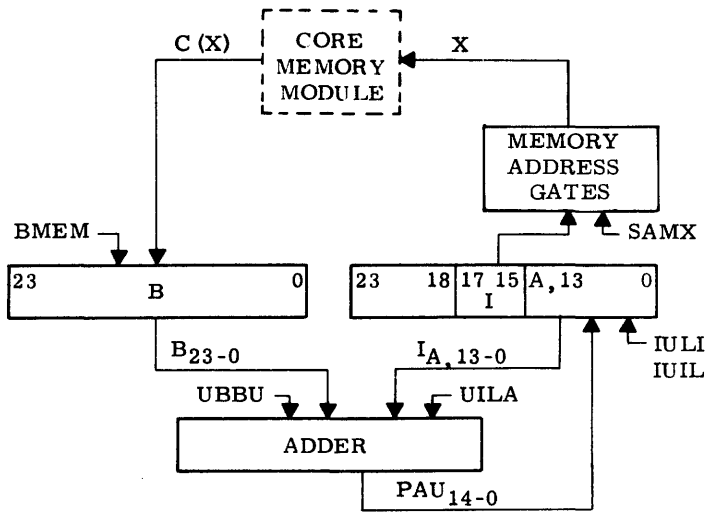 C(X)
CORE
MEMORY
MODULE
X
MEMORY
ADDRESS
GATES
BMEM
SAMX
23 B 0
23 18 17 15 I A, 13 0
B23-0
IA, 13-0
IULI
IUIL
UBBU
UILA
ADDER
PAU14-0